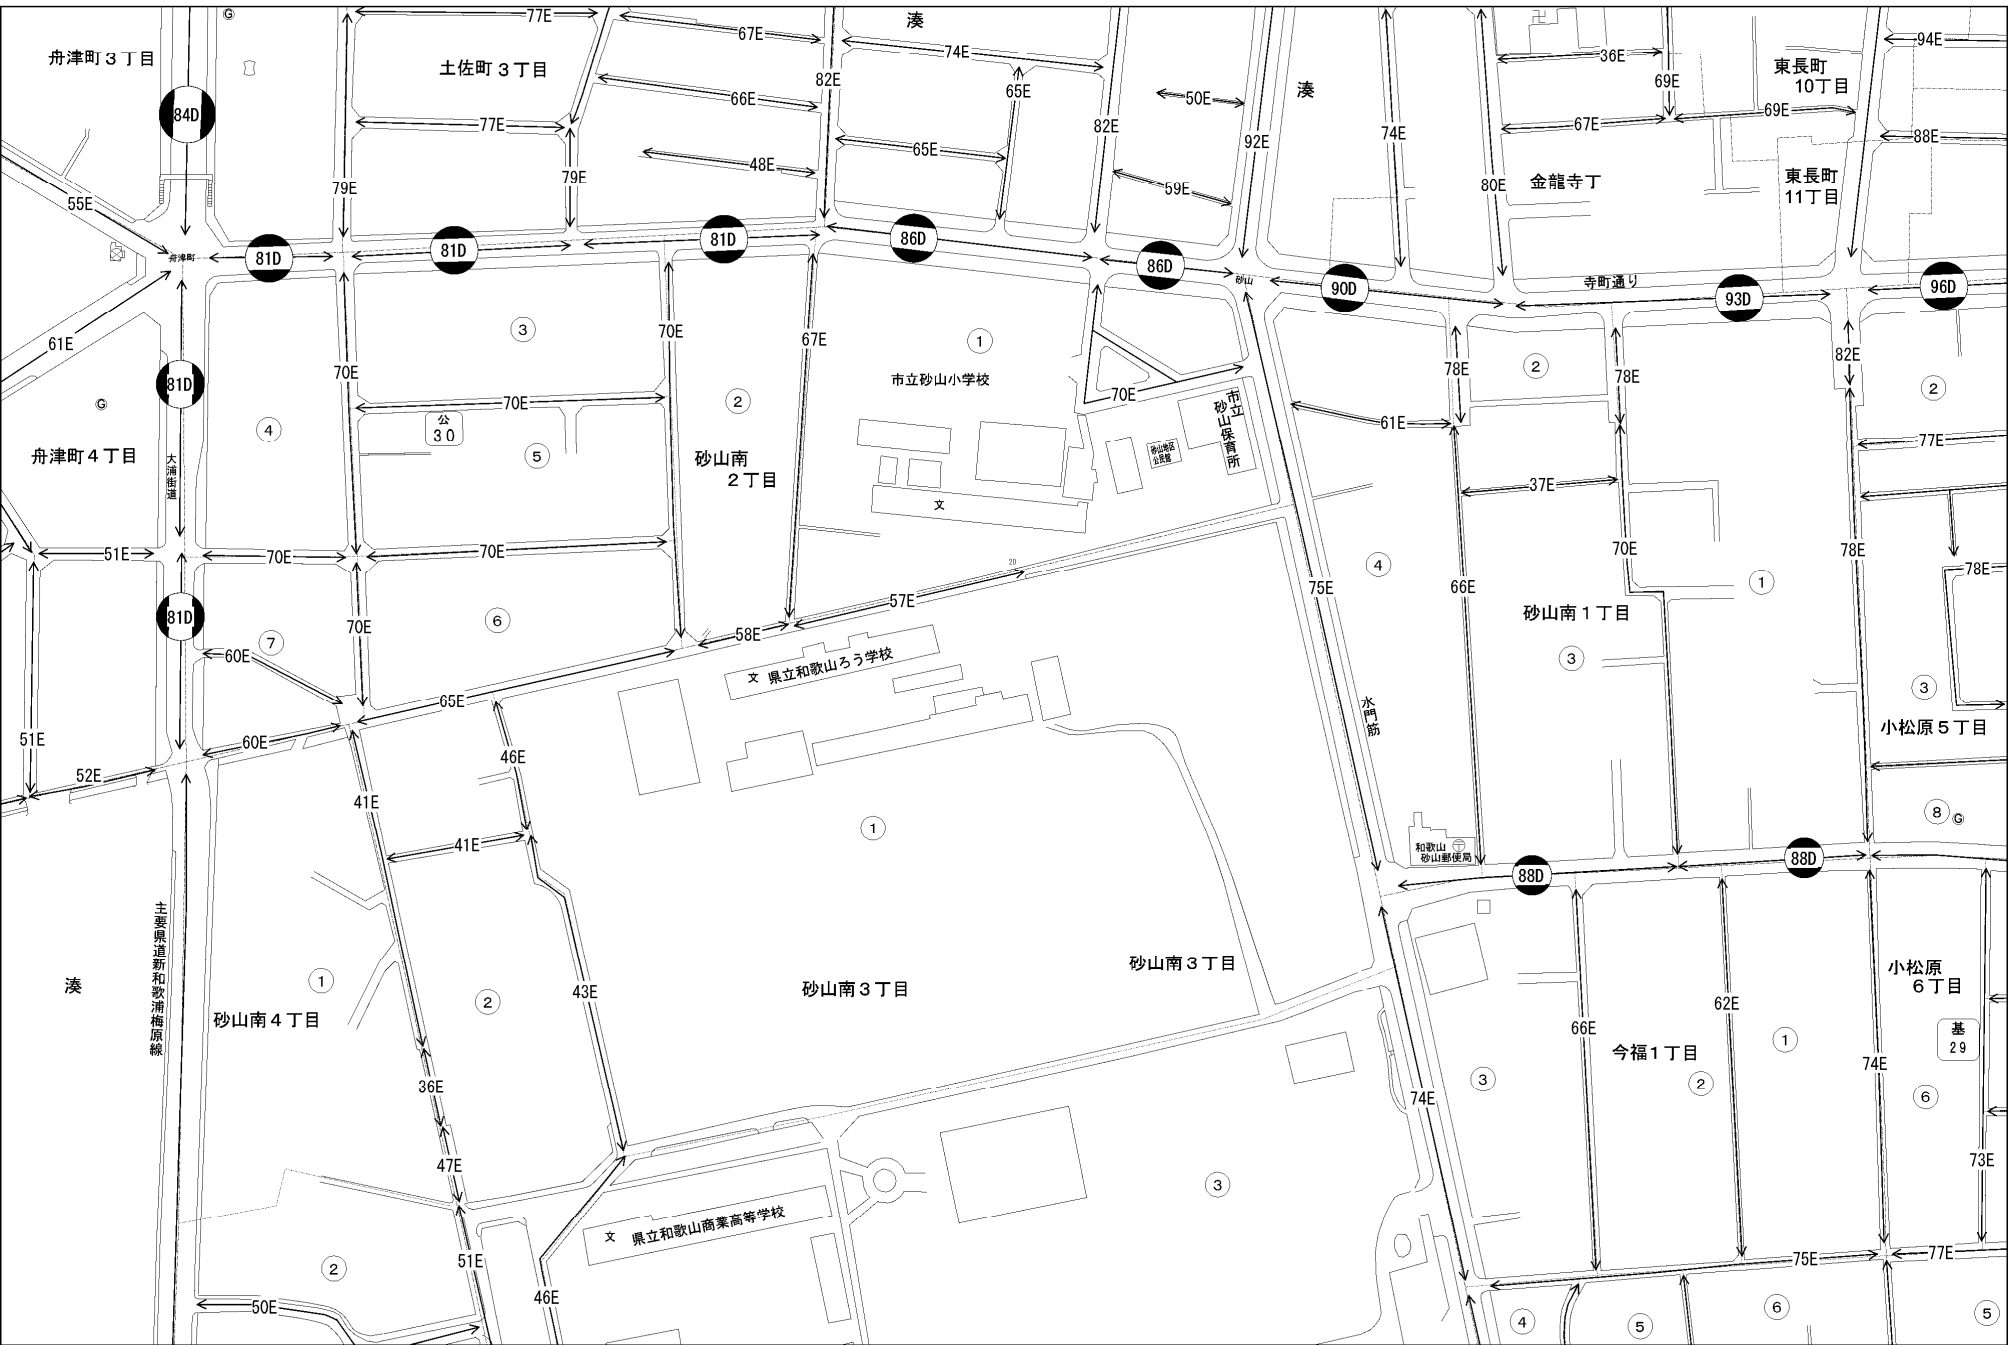 G
77E
67E
湊
94E
舟津町3丁目
土佐町3丁目
74E
36E
82E
65E
69E
東長町
10丁目
湊
84D
77E
66E
50E
82E
74E
67E
69E
88E
92E
48E
65E
79E
79E
59E
80E
金龍寺丁
東長町
11丁目
55E
81D
81D
81D
86D
86D
舟津町
砂山
90D
寺町通り
93D
96D
61E
70E
3
70E
67E
1
市立砂山小学校
70E
78E
2
78E
82E
2
81D
G
4
70E
公
30
5
2
砂山南
2丁目
市立
砂山保育所
砂山地区
公民館
61E
77E
舟津町4丁目
大浦街道
文
37E
51E
70E
70E
20
4
70E
78E
78E
57E
75E
66E
1
81D
70E
6
58E
砂山南1丁目
7
60E
文 県立和歌山ろう学校
3
3
65E
水門筋
小松原5丁目
51E
60E
46E
52E
41E
1
8
G
41E
和歌山
砂山郵便局
88D
88D
主要県道新和歌浦梅原線
湊
1
砂山南4丁目
2
43E
砂山南3丁目
砂山南3丁目
小松原
6丁目
66E
62E
1
基
29
今福1丁目
2
74E
3
74E
6
36E
47E
3
73E
文 県立和歌山商業高等学校
51E
2
75E
77E
50E
46E
4
5
6
5